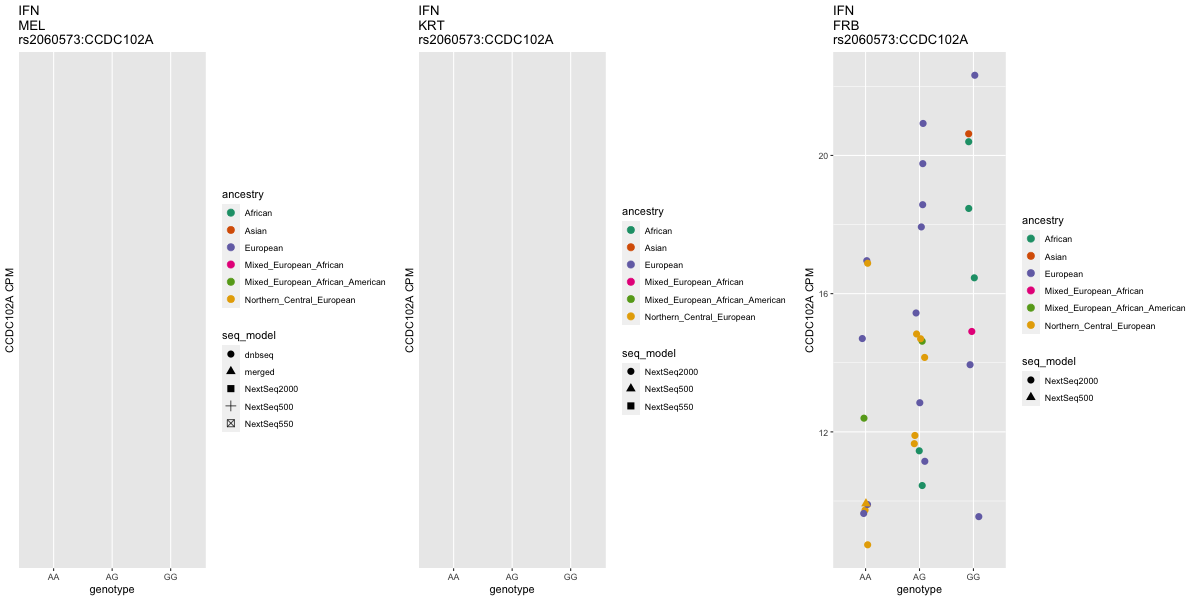 IFN
MEL
rs2060573:CCDC102A
CCDC102A CPM
AA
AG
GG
genotype
ancestry
African
Asian
European
Mixed_European_African
Mixed_European_African_American
Northern_Central_European
seq_model
dnbseq
merged
NextSeq2000
NextSeq500
NextSeq550
IFN
KRT
rs2060573:CCDC102A
CCDC102A CPM
AA
AG
GG
genotype
ancestry
African
Asian
European
Mixed_European_African
Mixed_European_African_American
Northern_Central_European
seq_model
NextSeq2000
NextSeq500
NextSeq550
IFN
FRB
rs2060573:CCDC102A
CCDC102A CPM
20
16
12
AA
AG
GG
genotype
ancestry
African
Asian
European
Mixed_European_African
Mixed_European_African_American
Northern_Central_European
seq_model
NextSeq2000
NextSeq500